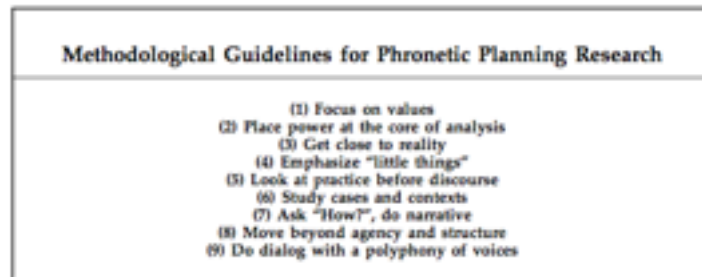 Methodological Guidelines for Phronetic Planning Research
(1) Focus on values
(2) Place power at the core of analysis
(3) Get close to reality
(4) Emphasize "little things"
(5) Look at practice before discourse
(6) Study cases and contexts
(7) Ask "How?", do narrative
(8) Move beyond agency and structure
(9) Do dialog with a polyphony of voices